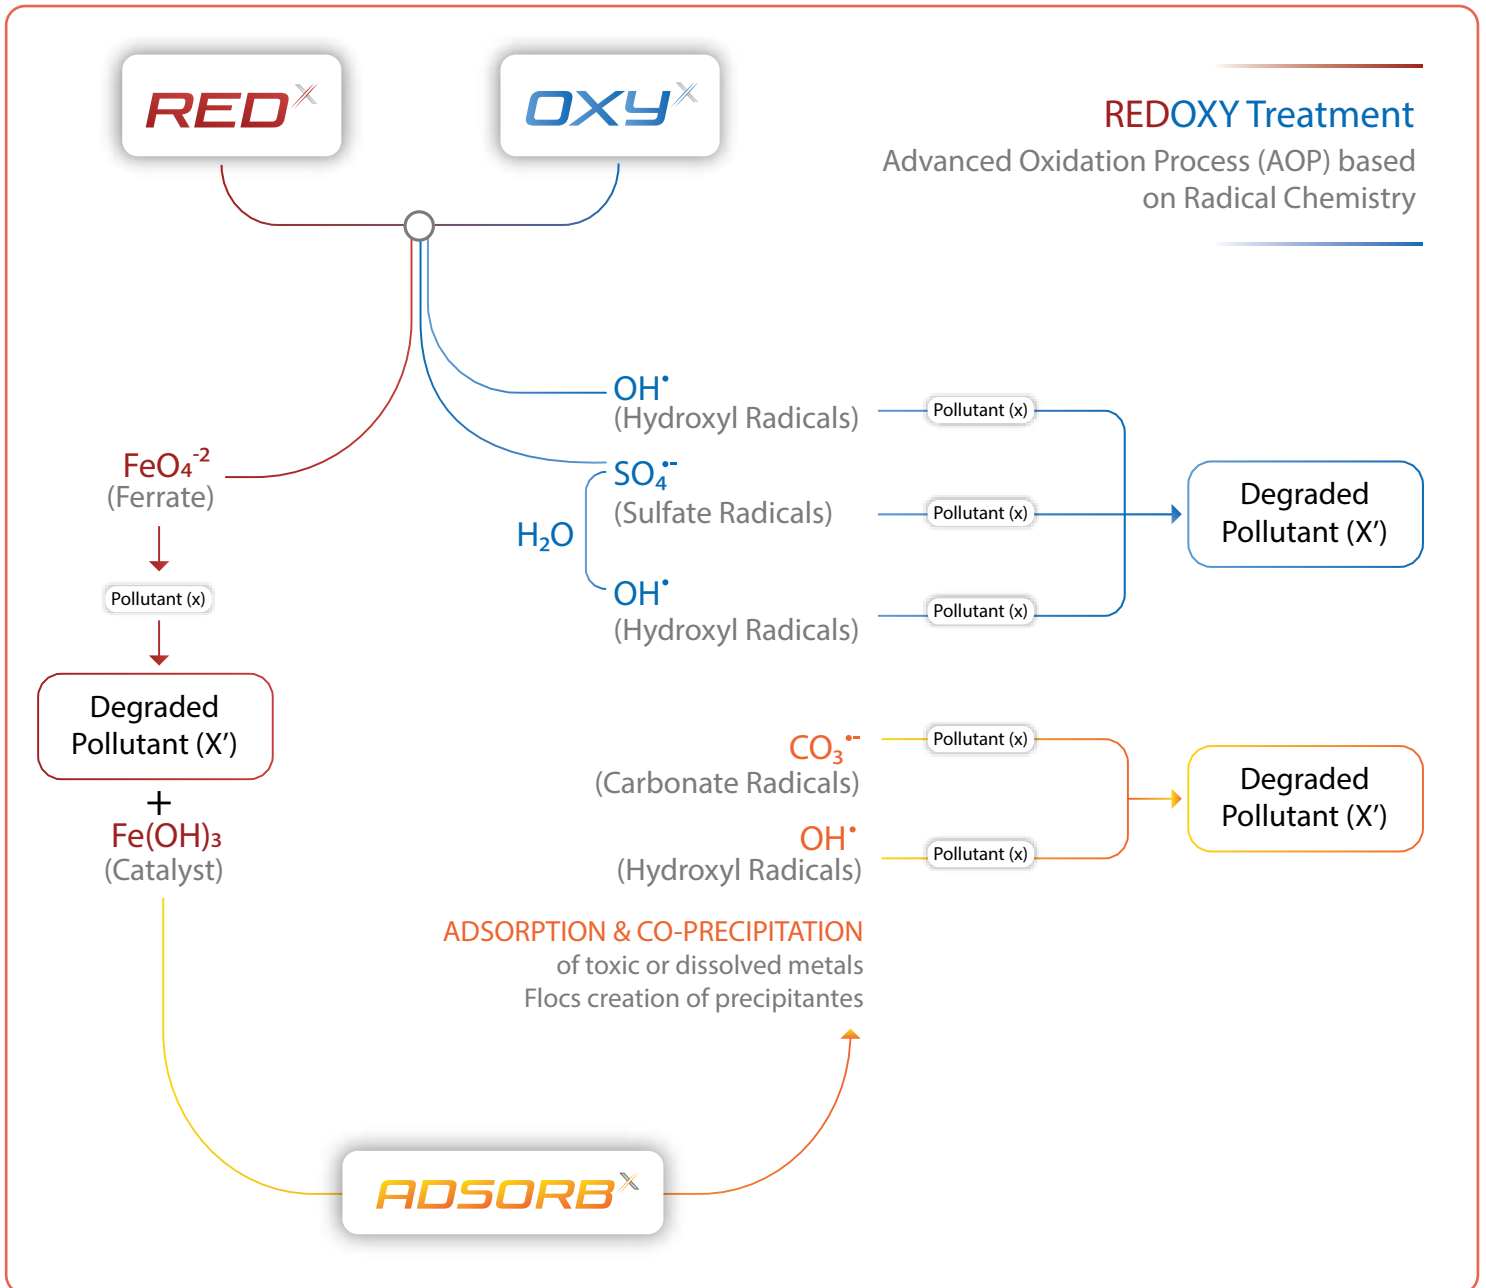 RED X
OXY X
REDOXY Treatment
Advanced Oxidation Process (AOP) based
on Radical Chemistry
OH•
(Hydroxyl Radicals)
Pollutant (x)
FeO₄⁻²
(Ferrate)
SO₄•⁻
(Sulfate Radicals)
Pollutant (x)
H₂O
OH•
(Hydroxyl Radicals)
Pollutant (x)
Degraded
Pollutant (X’)
Pollutant (x)
Degraded
Pollutant (X’)
+
Fe(OH)₃
(Catalyst)
CO₃•⁻
(Carbonate Radicals)
Pollutant (x)
OH•
(Hydroxyl Radicals)
Pollutant (x)
Degraded
Pollutant (X’)
ADSORPTION & CO-PRECIPITATION
of toxic or dissolved metals
Flocs creation of precipitantes
ADSORB X